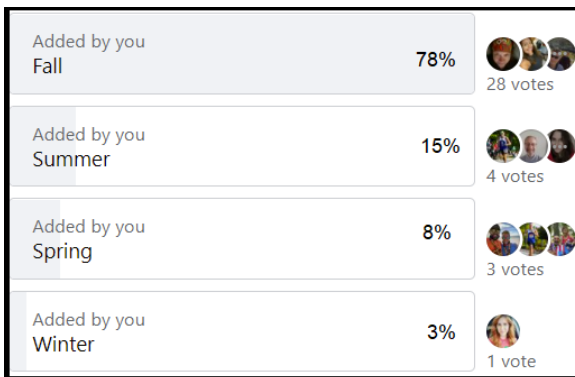 Added by you
Fall
78%
28 votes
Added by you
Summer
15%
4 votes
Added by you
Spring
8%
3 votes
Added by you
Winter
3%
1 vote